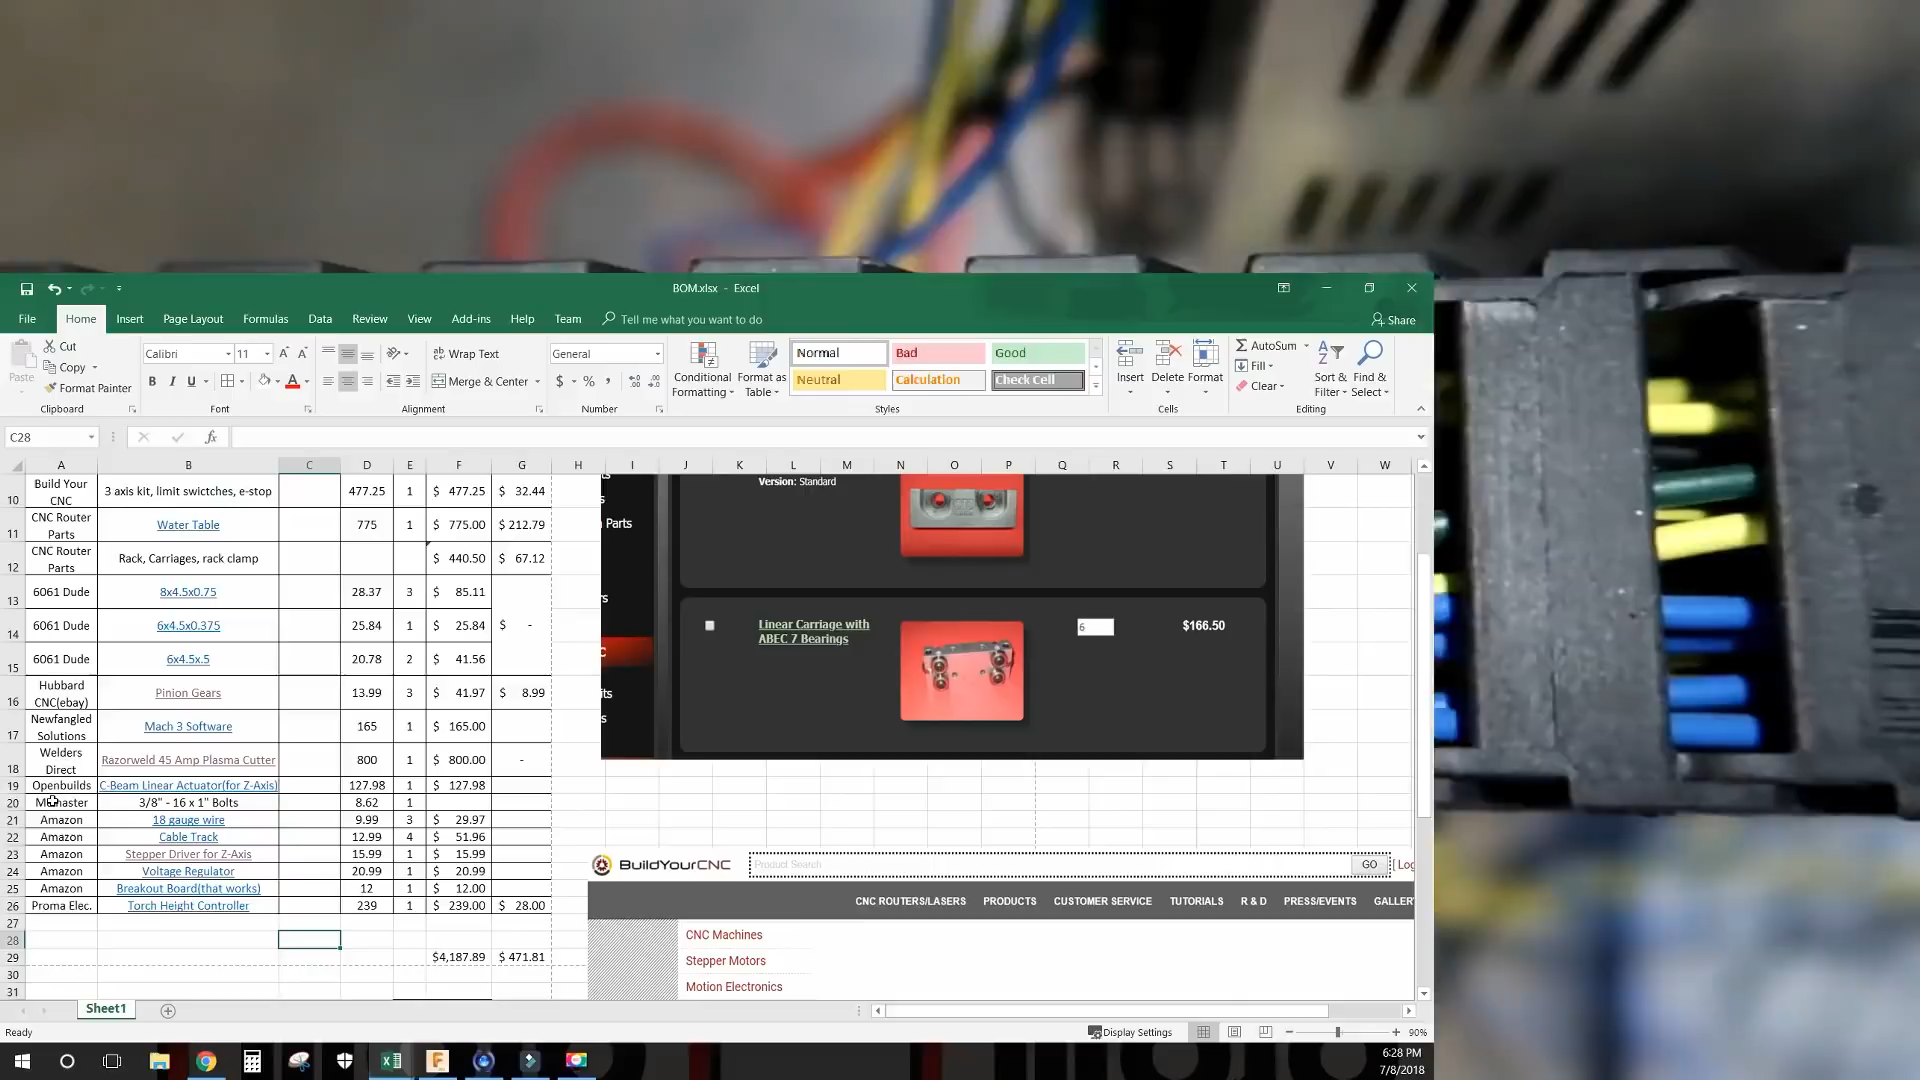 BOM.xlsx - Excel
File Home Insert Page Layout Formulas Data Review View Add-ins Help Team Tell me what you want to do Share
Paste Cut Copy Format Painter
Calibri 11 Wrap Text Merge & Center General
Conditional Formatting Format as Table
Normal Bad Good
Neutral Calculation Check Cell
Insert Delete Format AutoSum Fill Clear Sort & Filter Find & Select
Clipboard Font Alignment Number Styles Cells Editing
C28 fx
A B C D E F G H I J K L M N O P Q R S T U V W
10 Build Your CNC 3 axis kit, limit swictches, e-stop 477.25 1 $ 477.25 $ 32.44
11 CNC Router Parts Water Table 775 1 $ 775.00 $ 212.79
12 CNC Router Parts Rack, Carriages, rack clamp $ 440.50 $ 67.12
13 6061 Dude 8x4.5x0.75 28.37 3 $ 85.11
14 6061 Dude 6x4.5x0.375 25.84 1 $ 25.84 $ -
15 6061 Dude 6x4.5x.5 20.78 2 $ 41.56
16 Hubbard CNC(ebay) Pinion Gears 13.99 3 $ 41.97 $ 8.99
17 Newfangled Solutions Mach 3 Software 165 1 $ 165.00
18 Welders Direct Razorweld 45 Amp Plasma Cutter 800 1 $ 800.00 -
19 Openbuilds C-Beam Linear Actuator(for Z-Axis) 127.98 1 $ 127.98
20 3/8" - 16 x 1" Bolts 8.62 1
21 Amazon 18 gauge wire 9.99 3 $ 29.97
22 Amazon Cable Track 12.99 4 $ 51.96
23 Amazon Stepper Driver for Z-Axis 15.99 1 $ 15.99
24 Amazon Voltage Regulator 20.99 1 $ 20.99
25 Amazon Breakout Board(that works) 12 1 $ 12.00
26 Proma Elec. Torch Height Controller 239 1 $ 239.00 $ 28.00
27
28
29 $4,187.89 $ 471.81
30
31
Version: Standard
Parts
Linear Carriage with ABEC 7 Bearings 6 $166.50
BuildYourCNC Product Search GO [ Log
CNC ROUTERS/LASERS PRODUCTS CUSTOMER SERVICE TUTORIALS R & D PRESS/EVENTS GALLER
CNC Machines
Stepper Motors
Motion Electronics
Sheet1
Ready Display Settings 90%
6:28 PM
7/8/2018